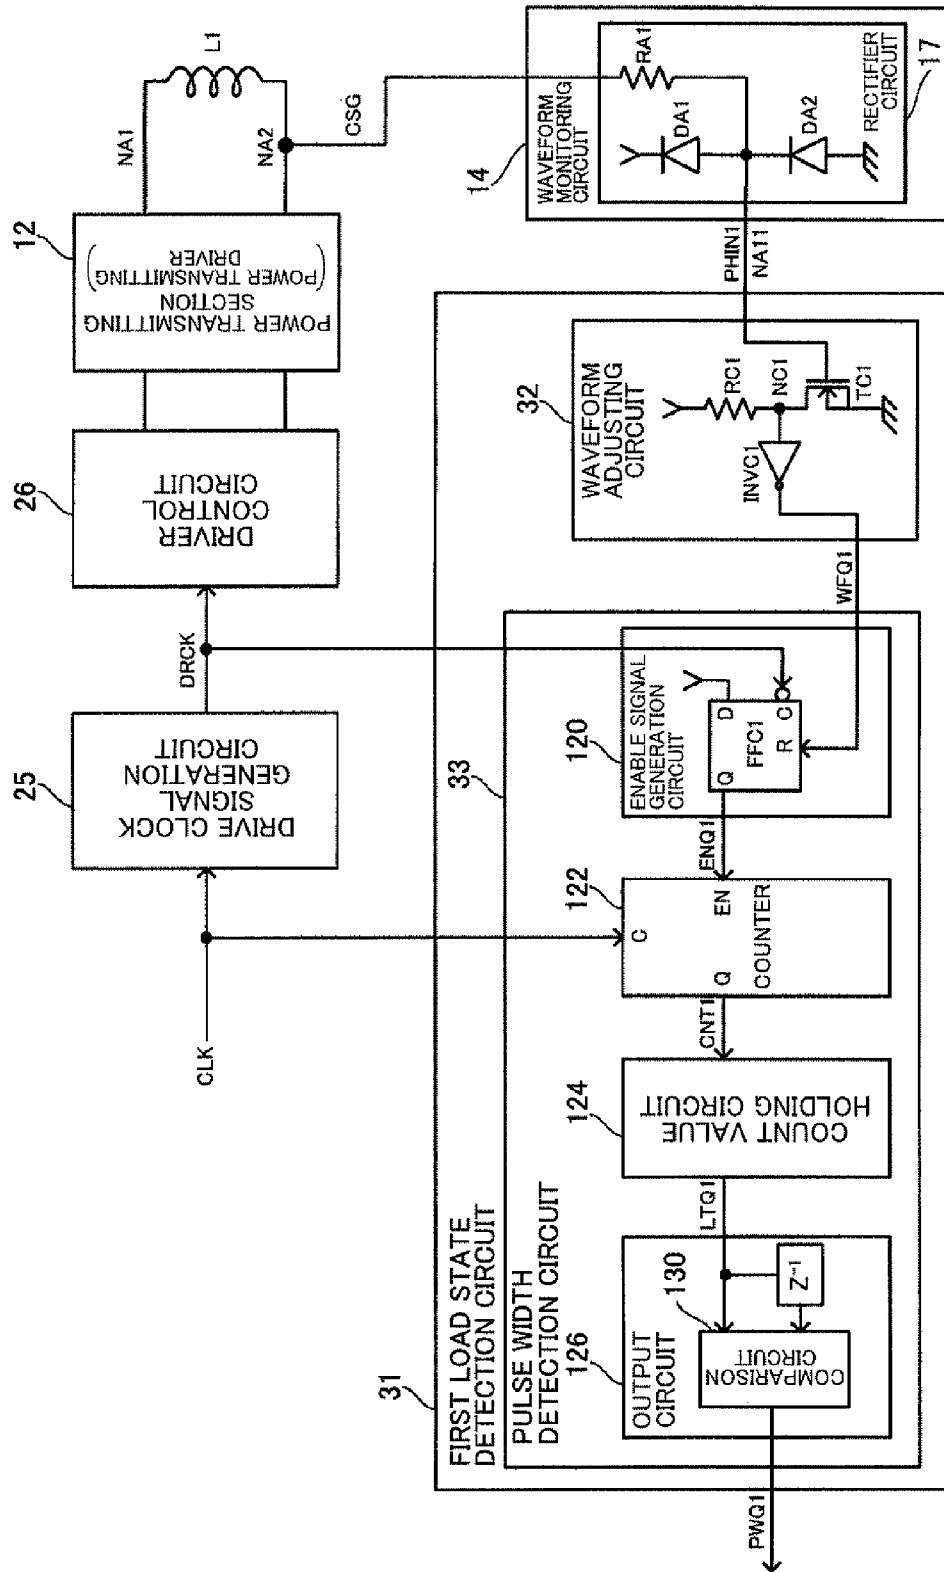 CLK
25
DRIVE CLOCK
SIGNAL
GENERATION
CIRCUIT
DRCK
26
DRIVER
CONTROL
CIRCUIT
12
POWER TRANSMITTING
SECTION
(POWER TRANSMITTING
DRIVER)
NA1
NA2
L1
CSG
31
FIRST LOAD STATE
DETECTION CIRCUIT
33
PULSE WIDTH
DETECTION CIRCUIT
126
OUTPUT
CIRCUIT
130
COMPARISON
CIRCUIT
Z⁻¹
PWQ1
LTQ1
124
COUNT VALUE
HOLDING CIRCUIT
CNT1
122
C
Q
EN
COUNTER
ENQ1
120
ENABLE SIGNAL
GENERATION
CIRCUIT
Q
D
FFC1
R
C
WFQ1
32
WAVEFORM
ADJUSTING
CIRCUIT
RC1
INVC1
NC1
TC1
PHIN1
NA11
14
WAVEFORM
MONITORING
CIRCUIT
RA1
DA1
DA2
RECTIFIER
CIRCUIT
17